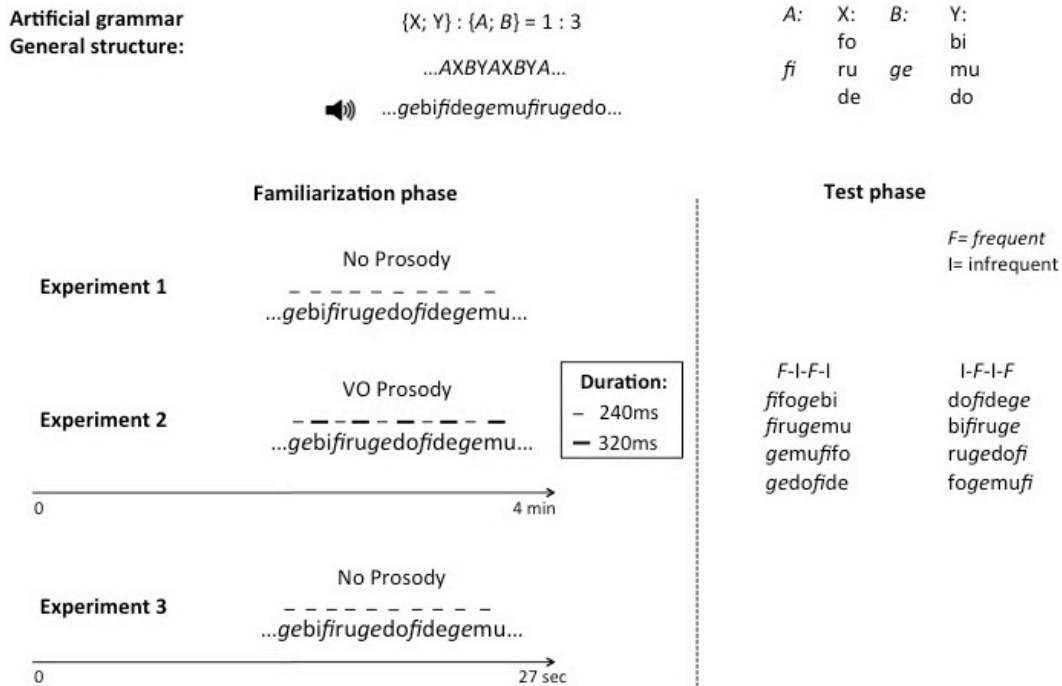 Artificial grammar
General structure:
{X; Y} : {A; B} = 1 : 3
...AXBYAXBYA...
...gebifidegemufirugedo...
A: X: B: Y:
fo bi
fi ru ge mu
de do
Familiarization phase
Test phase
F= frequent
I= infrequent
Experiment 1
No Prosody
...gebifirugedofidegemu...
Experiment 2
VO Prosody
...gebifirugedofidegemu...
Duration:
– 240ms
– 320ms
F-I-F-I I-F-I-F
fifogebi dofidege
firugemu bifiruge
gemufifo rugedofi
gedofide fogemufi
0 4 min
Experiment 3
No Prosody
...gebifirugedofidegemu...
0 27 sec